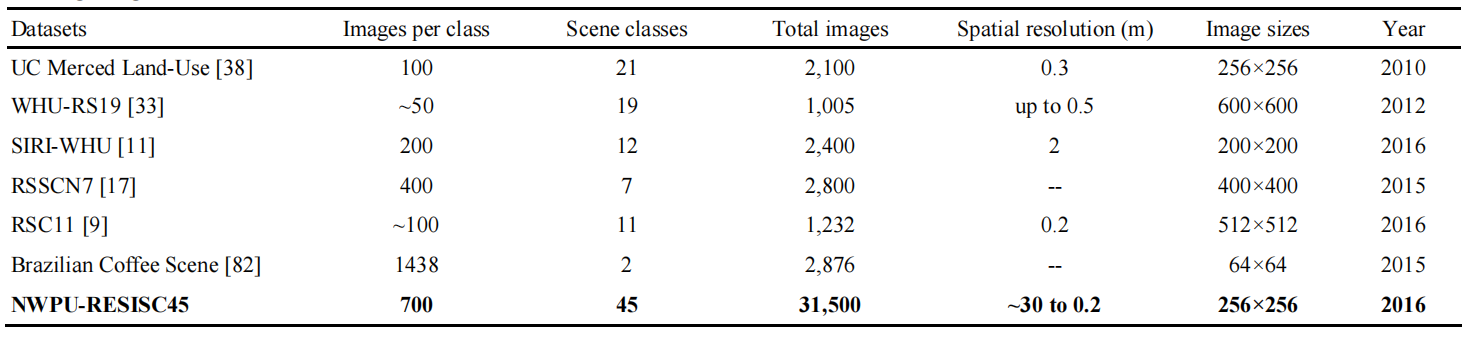 Datasets Images per class Scene classes Total images Spatial resolution (m) Image sizes Year
UC Merced Land-Use [38] 100 21 2,100 0.3 256×256 2010
WHU-RS19 [33] ~50 19 1,005 up to 0.5 600×600 2012
SIRI-WHU [11] 200 12 2,400 2 200×200 2016
RSSCN7 [17] 400 7 2,800 -- 400×400 2015
RSC11 [9] ~100 11 1,232 0.2 512×512 2016
Brazilian Coffee Scene [82] 1438 2 2,876 -- 64×64 2015
NWPU-RESISC45 700 45 31,500 ~30 to 0.2 256×256 2016